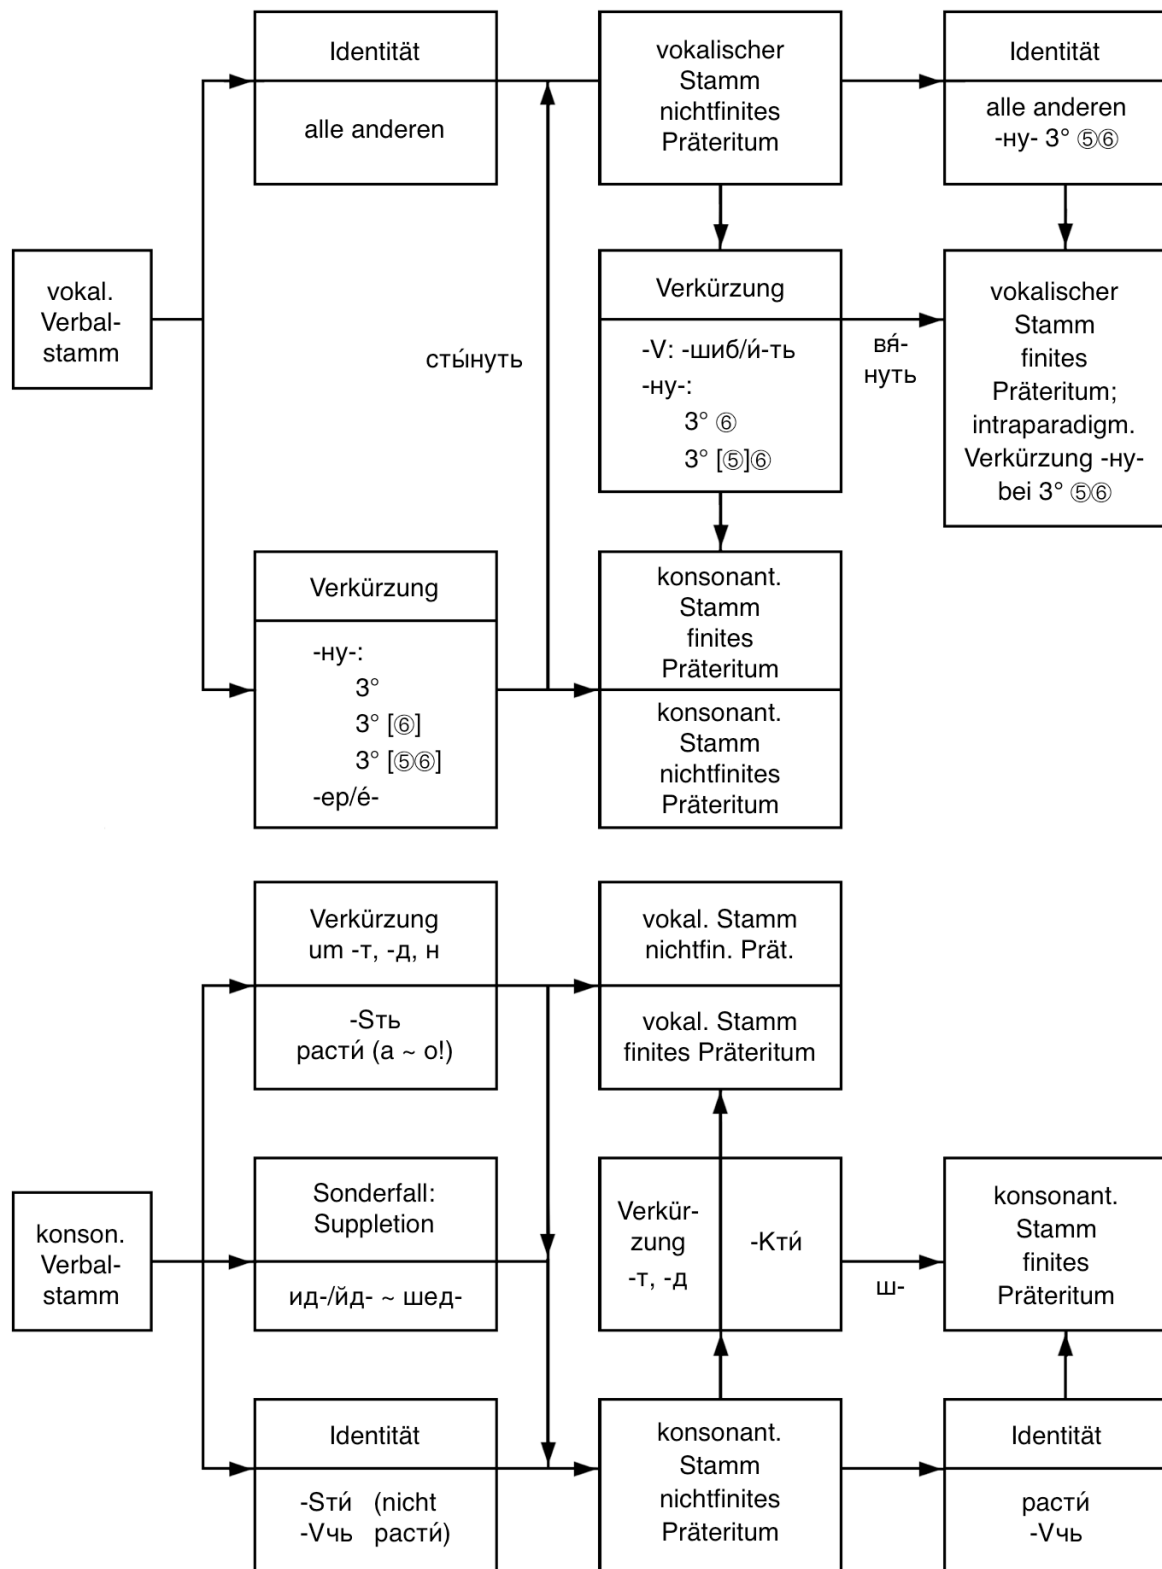 Identität
alle anderen
vokalischer
Stamm
nichtfinites
Präteritum
Identität
alle anderen
-ну- 3° ⑤⑥
vokal.
Verbal-
stamm
сты́нуть
Verkürzung
-V: -шиб/и́-ть
-ну-:
3° ⑥
3° [⑤]⑥
вя́-
нуть
vokalischer
Stamm
finites
Präteritum;
intraparadigm.
Verkürzung -ну-
bei 3° ⑤⑥
Verkürzung
-ну-:
3°
3° [⑥]
3° [⑤⑥]
-ер/é-
konsonant.
Stamm
finites
Präteritum
konsonant.
Stamm
nichtfinites
Präteritum
Verkürzung
um -т, -д, н
-Sть
расти́ (а ~ о!)
vokal. Stamm
nichtfin. Prät.
vokal. Stamm
finites Präteritum
konson.
Verbal-
stamm
Sonderfall:
Suppletion
ид-/йд- ~ шед-
Verkür-
zung
-т, -д
-Kти́
ш-
konsonant.
Stamm
finites
Präteritum
Identität
-Sти́ (nicht
-Vчь расти́)
konsonant.
Stamm
nichtfinites
Präteritum
Identität
расти́
-Vчь